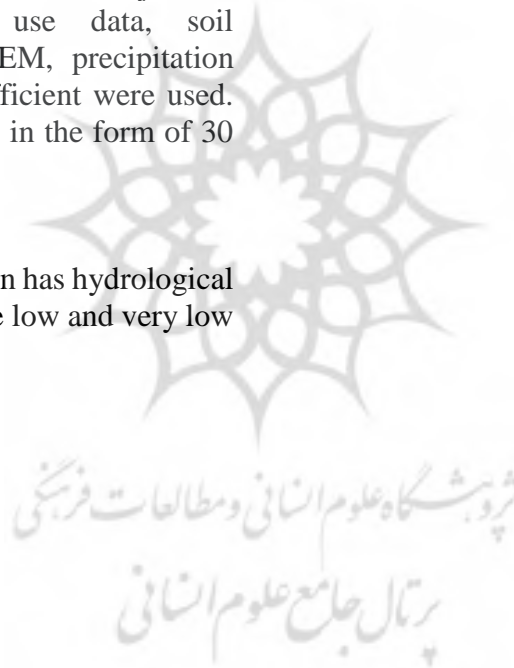 use data, soil
EM, precipitation
fficient were used.
in the form of 30
n has hydrological
e low and very low
پژوهشگاه علوم انسانی و مطالعات فرهنگی
پرتال جامع علوم انسانی